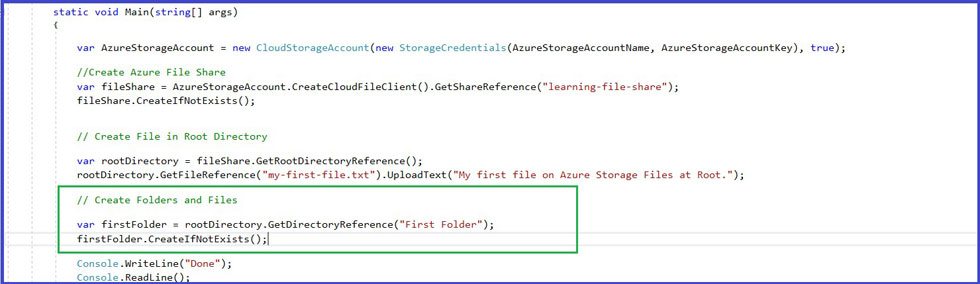 static void Main(string[] args)
{
var AzureStorageAccount = new CloudStorageAccount(new StorageCredentials(AzureStorageAccountName, AzureStorageAccountKey), true);
//Create Azure File Share
var fileShare = AzureStorageAccount.CreateCloudFileClient().GetShareReference("learning-file-share");
fileShare.CreateIfNotExists();
// Create File in Root Directory
var rootDirectory = fileShare.GetRootDirectoryReference();
rootDirectory.GetFileReference("my-first-file.txt").UploadText("My first file on Azure Storage Files at Root.");
// Create Folders and Files
var firstFolder = rootDirectory.GetDirectoryReference("First Folder");
firstFolder.CreateIfNotExists();
Console.WriteLine("Done");
Console.ReadLine();